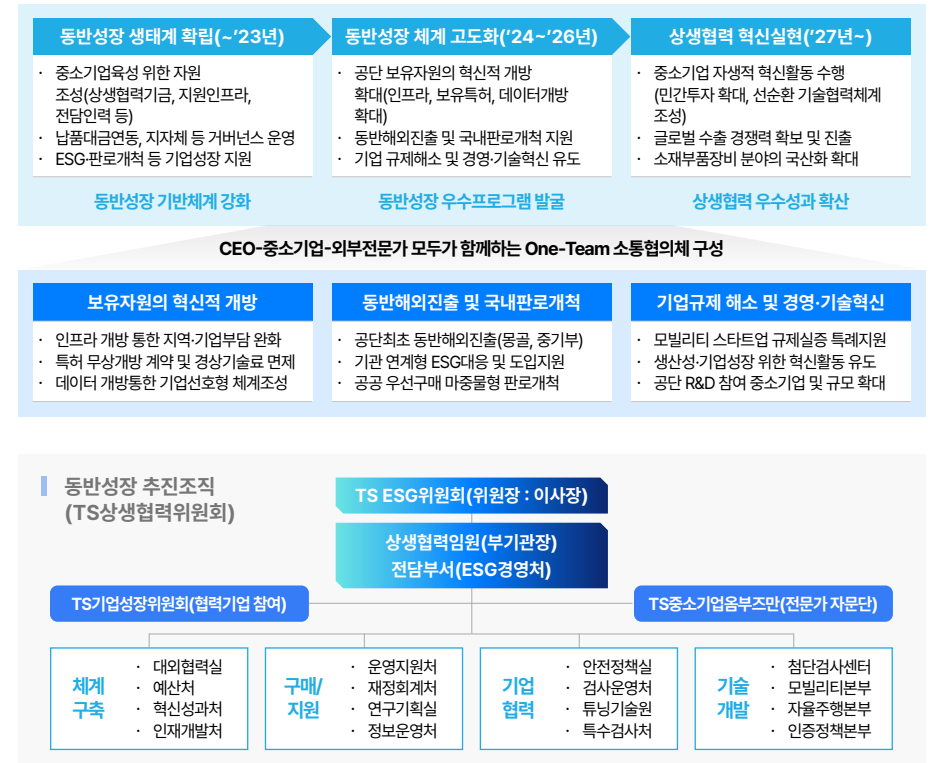 동반성장 생태계 확립(~'23년)
· 중소기업육성 위한 자원
조성(상생협력기금, 지원인프라,
전담인력 등)
· 납품대금연동, 지자체 등 거버넌스 운영
· ESG·판로개척 등 기업성장 지원
동반성장 기반체계 강화
동반성장 체계 고도화('24~'26년)
· 공단 보유자원의 혁신적 개방
확대(인프라, 보유특허, 데이터개방
확대)
· 동반해외진출 및 국내판로개척 지원
· 기업 규제해소 및 경영·기술혁신 유도
동반성장 우수프로그램 발굴
상생협력 혁신실현('27년~)
· 중소기업 자생적 혁신활동 수행
(민간투자 확대, 선순환 기술협력체계
조성)
· 글로벌 수출 경쟁력 확보 및 진출
· 소재부품장비 분야의 국산화 확대
상생협력 우수성과 확산
CEO-중소기업-외부전문가 모두가 함께하는 One-Team 소통협의체 구성
보유자원의 혁신적 개방
· 인프라 개방 통한 지역·기업부담 완화
· 특허 무상개방 계약 및 경상기술료 면제
· 데이터 개방통한 기업선호형 체계조성
동반해외진출 및 국내판로개척
· 공단최초 동반해외진출(몽골, 중기부)
· 기관 연계형 ESG대응 및 도입지원
· 공공 우선구매 마중물형 판로개척
기업규제 해소 및 경영·기술혁신
· 모빌리티 스타트업 규제실증 특례지원
· 생산성·기업성장 위한 혁신활동 유도
· 공단 R&D 참여 중소기업 및 규모 확대
동반성장 추진조직
(TS상생협력위원회)
TS ESG위원회(위원장 : 이사장)
상생협력임원(부기관장)
전담부서(ESG경영처)
TS기업성장위원회(협력기업 참여)
TS중소기업옴부즈만(전문가 자문단)
체계
구축
· 대외협력실
· 예산처
· 혁신성과처
· 인재개발처
구매/
지원
· 운영지원처
· 재정회계처
· 연구기획실
· 정보운영처
기업
협력
· 안전정책실
· 검사운영처
· 튜닝기술원
· 특수검사처
기술
개발
· 첨단검사센터
· 모빌리티본부
· 자율주행본부
· 인증정책본부